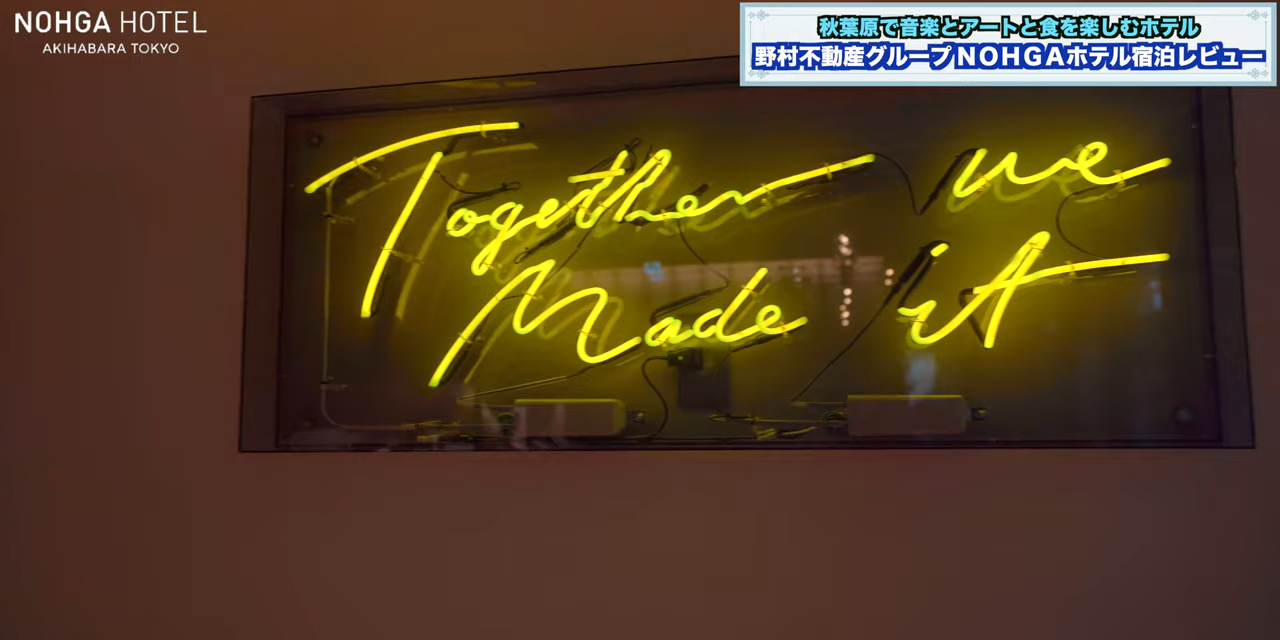 NOHGA HOTEL
AKIHABARA TOKYO
秋葉原で音楽とアートと食を楽しむホテル
野村不動産グループNOHGAホテル宿泊レビュー
Together we
Made it